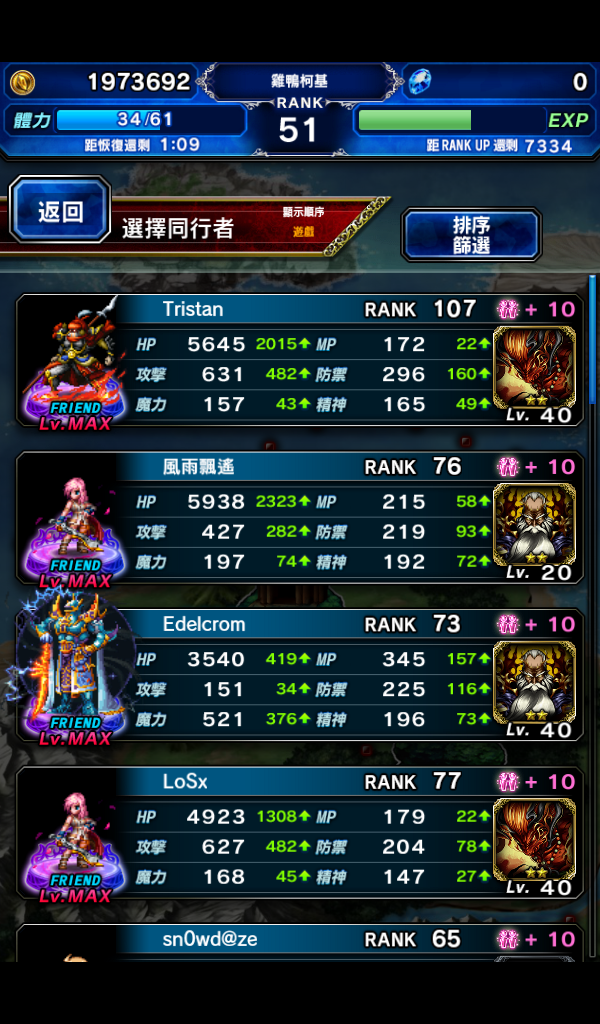 1973692
雞鴨柯基
0
RANK
51
體力
34/61
EXP
距恢復還剩 1:09
距RANK UP 還剩 7334
返回
選擇同行者
顯示順序
遊戲
排序
篩選
Tristan RANK 107 + 10
HP 5645 2015 MP 172 22
攻擊 631 482 防禦 296 160
魔力 157 43 精神 165 49
FRIEND
Lv.MAX
Lv. 40
風雨飄遙 RANK 76 + 10
HP 5938 2323 MP 215 58
攻擊 427 282 防禦 219 93
魔力 197 74 精神 192 72
FRIEND
Lv.MAX
Lv. 20
Edelcrom RANK 73 + 10
HP 3540 419 MP 345 157
攻擊 151 34 防禦 225 116
魔力 521 376 精神 196 73
FRIEND
Lv.MAX
Lv. 40
LoSx RANK 77 + 10
HP 4923 1308 MP 179 22
攻擊 627 482 防禦 204 78
魔力 168 45 精神 147 27
FRIEND
Lv.MAX
Lv. 40
sn0wd@ze RANK 65 + 10